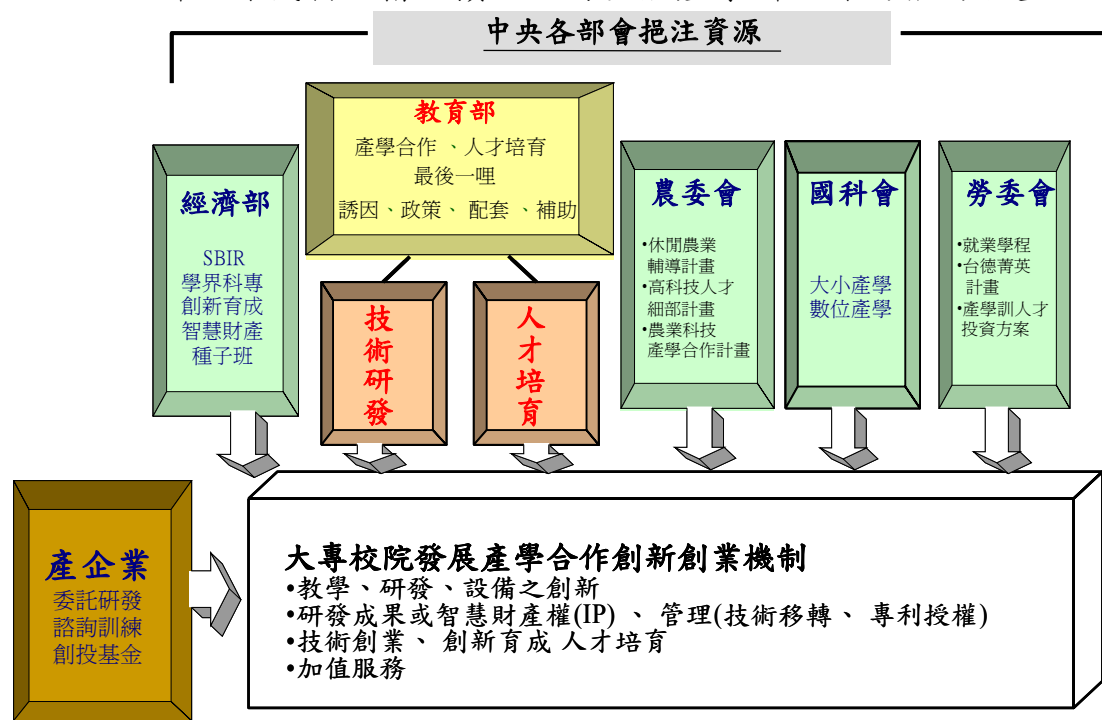 中央各部會挹注資源
教育部
產學合作 、人才培育
最後一哩
誘因、政策、 配套 、補助
經濟部
SBIR
學界科專
創新育成
智慧財產
種子班
技術研發
人才培育
農委會
•休閒農業
輔導計畫
•高科技人才
細部計畫
•農業科技
產學合作計畫
國科會
大小產學
數位產學
勞委會
•就業學程
•台德菁英
計畫
•產學訓人才
投資方案
產企業
委託研發
諮詢訓練
創投基金
大專校院發展產學合作創新創業機制
•教學、研發、設備之創新
•研發成果或智慧財產權(IP) 、 管理(技術移轉、 專利授權)
•技術創業、 創新育成 人才培育
•加值服務